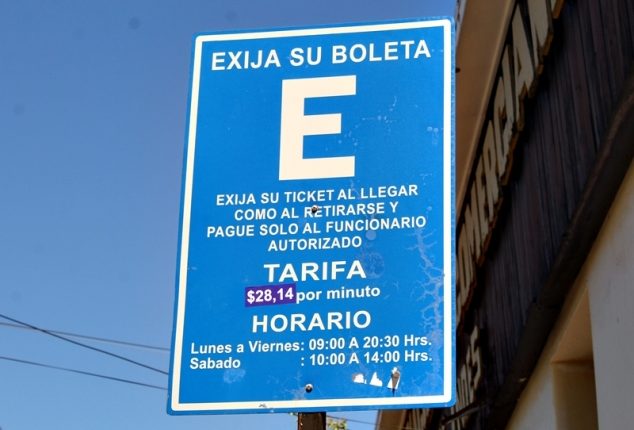 EXIJA SU BOLETA
E
EXIJA SU TICKET AL LLEGAR
COMO AL RETIRARSE Y
PAGUE SOLO AL FUNCIONARIO
AUTORIZADO
TARIFA
$28,14 por minuto
HORARIO
Lunes a Viernes: 09:00 A 20:30 Hrs.
Sabado : 10:00 A 14:00 Hrs.